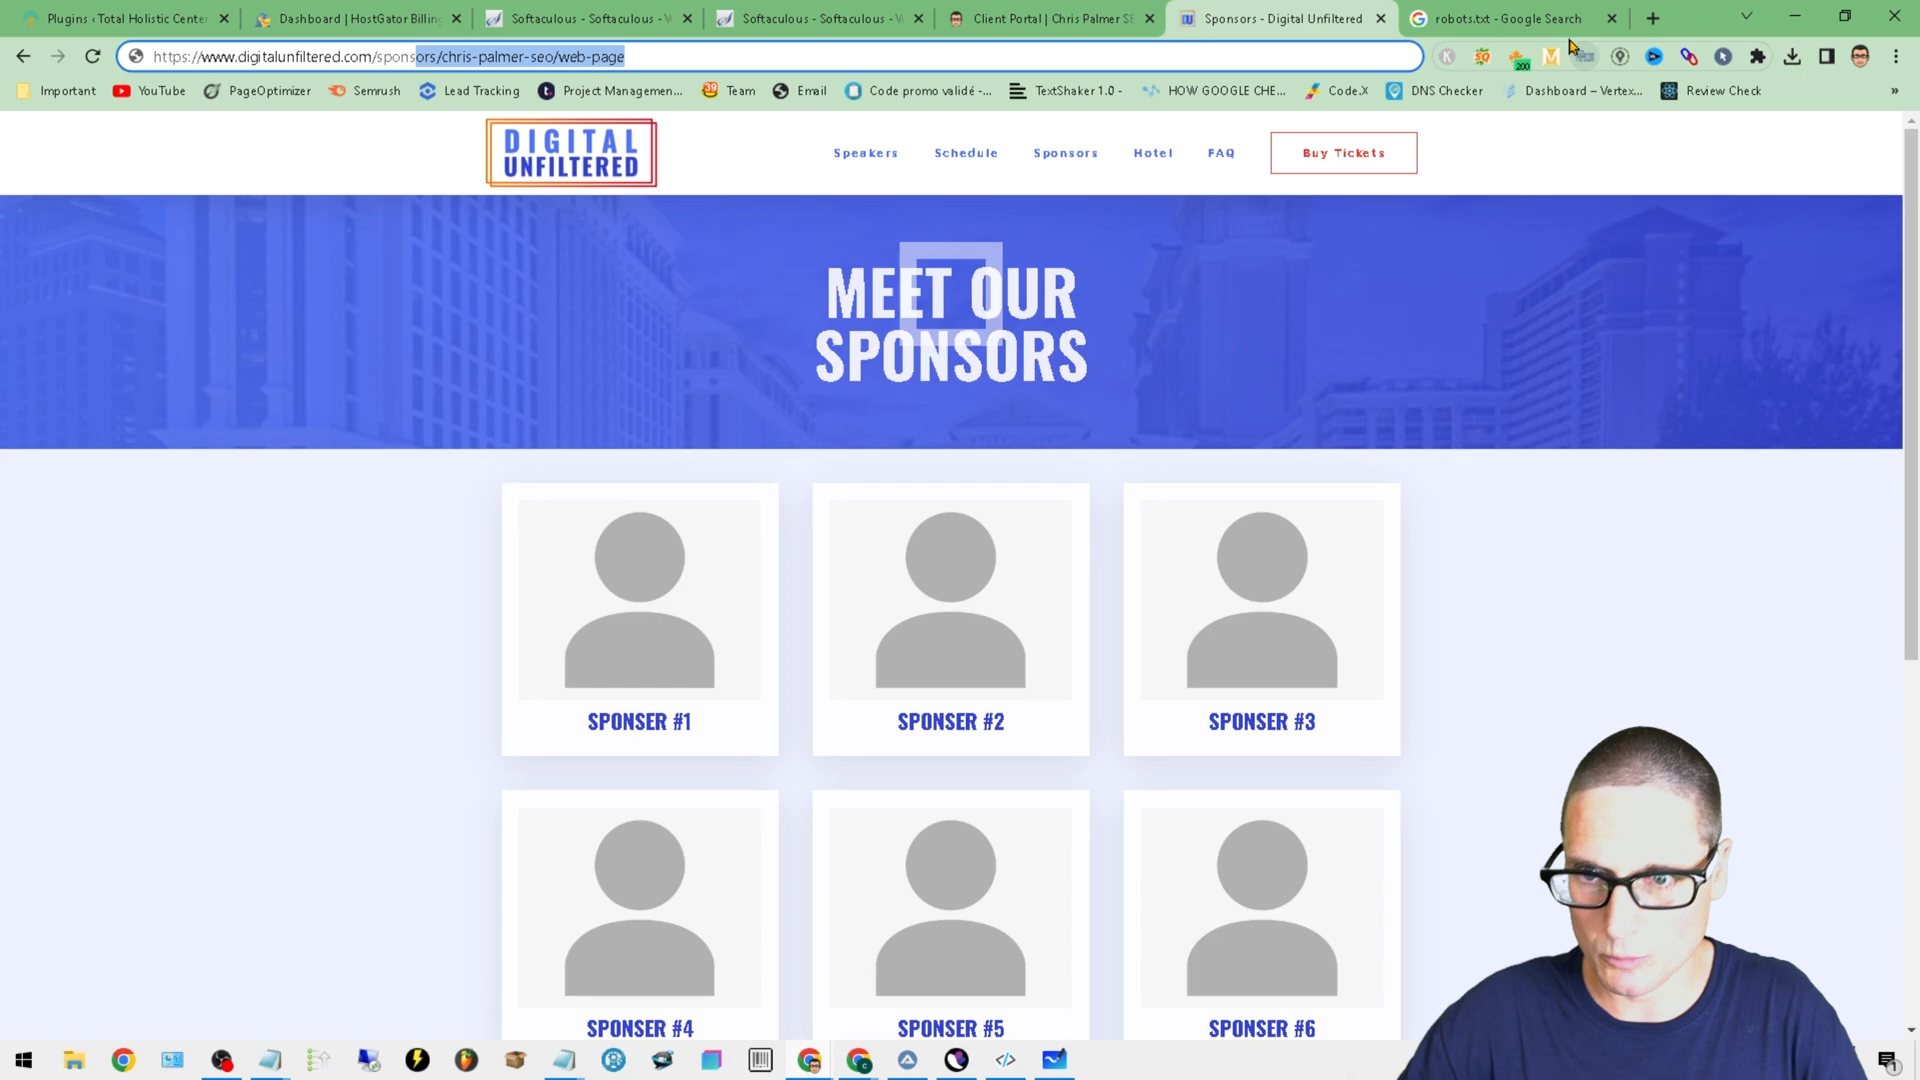 Plugins ‹ Total Holistic Center
Dashboard | HostGator Billing
Softaculous - Softaculous - V
Softaculous - Softaculous - V
Client Portal | Chris Palmer SE
Sponsors - Digital Unfiltered
robots.txt - Google Search
https://www.digitalunfiltered.com/sponsors/chris-palmer-seo/web-page
200
Important
YouTube
PageOptimizer
Semrush
Lead Tracking
Project Managemen...
39
Team
Email
Code promo validé -...
TextShaker 1.0 -
HOW GOOGLE CHE...
Code.X
DNS Checker
Dashboard – Vertex...
Review Check
»
DIGITAL
UNFILTERED
Speakers
Schedule
Sponsors
Hotel
FAQ
Buy Tickets
MEET OUR
SPONSORS
SPONSER #1
SPONSER #2
SPONSER #3
SPONSER #4
SPONSER #5
SPONSER #6